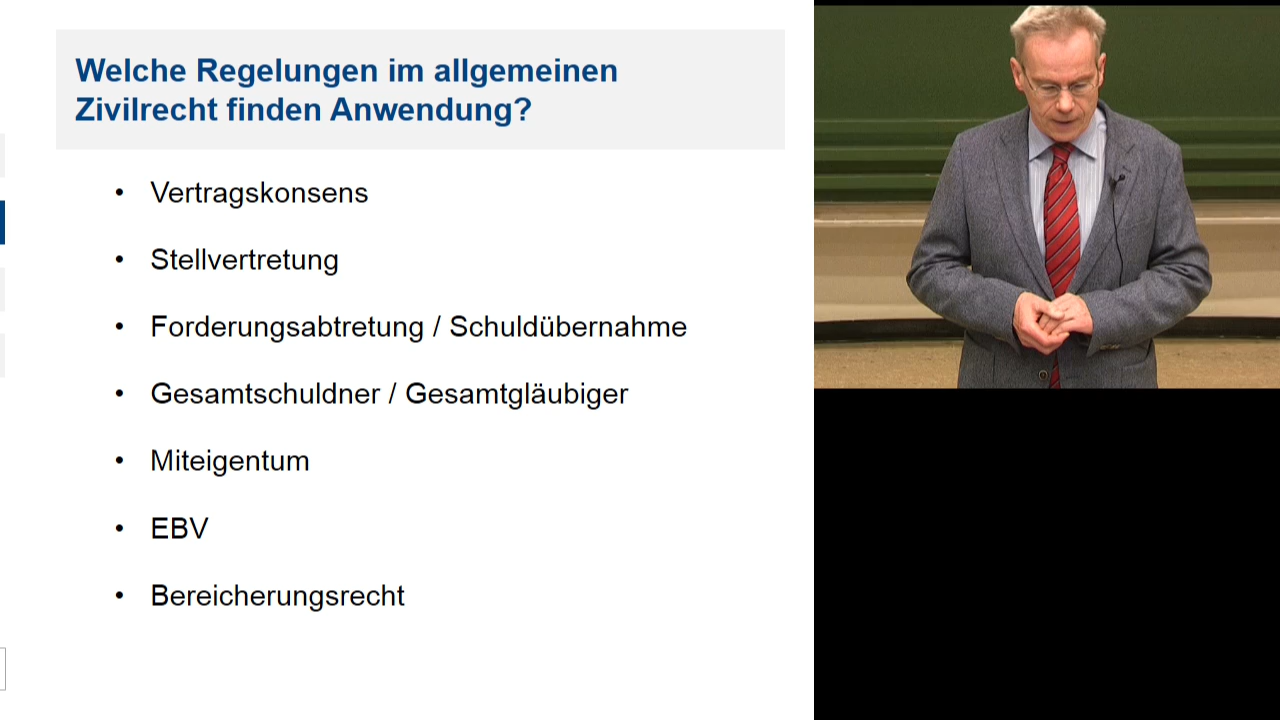 Welche Regelungen im allgemeinen
Zivilrecht finden Anwendung?
• Vertragskonsens
• Stellvertretung
• Forderungsabtretung / Schuldübernahme
• Gesamtschuldner / Gesamtgläubiger
• Miteigentum
• EBV
• Bereicherungsrecht